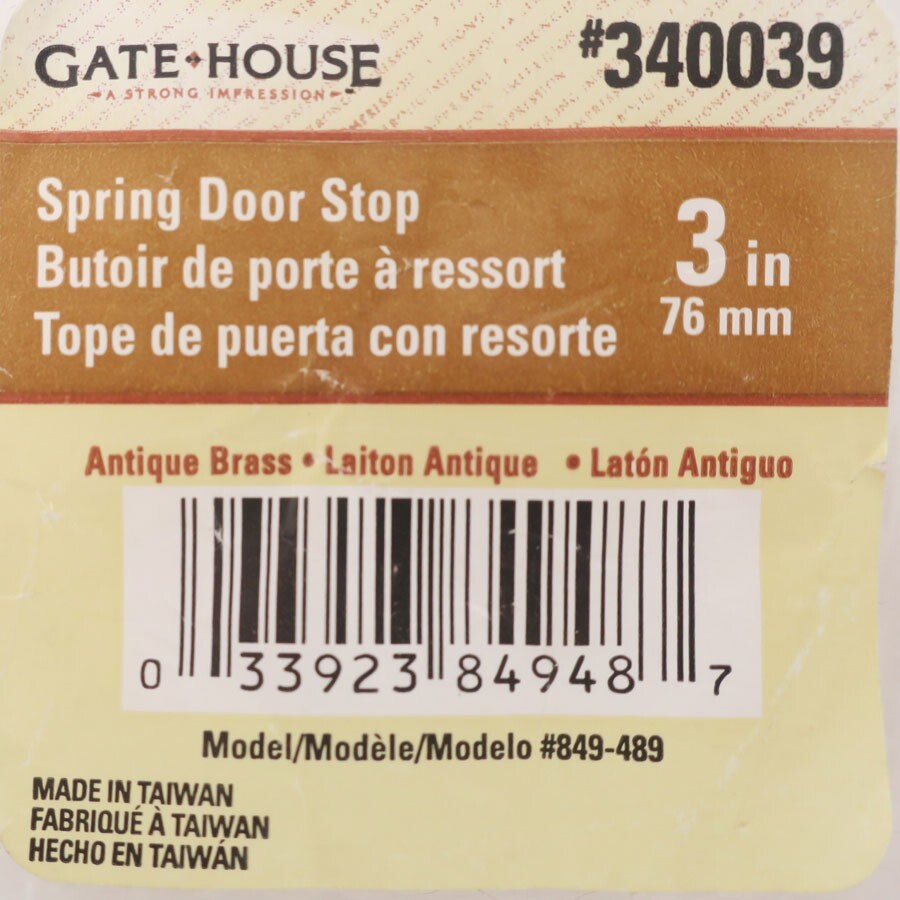 GATE HOUSE
A STRONG IMPRESSION
#340039
Spring Door Stop
Butoir de porte à ressort
Tope de puerta con resorte
3 in
76 mm
Antique Brass • Laiton Antique • Latón Antiguo
0 33923 84948 7
Model/Modèle/Modelo #849-489
MADE IN TAIWAN
FABRIQUÉ À TAIWAN
HECHO EN TAIWÁN